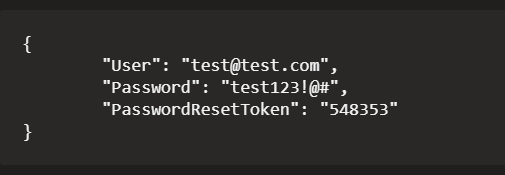 {
"User": "test@test.com",
"Password": "test123!@#",
"PasswordResetToken": "548353"
}